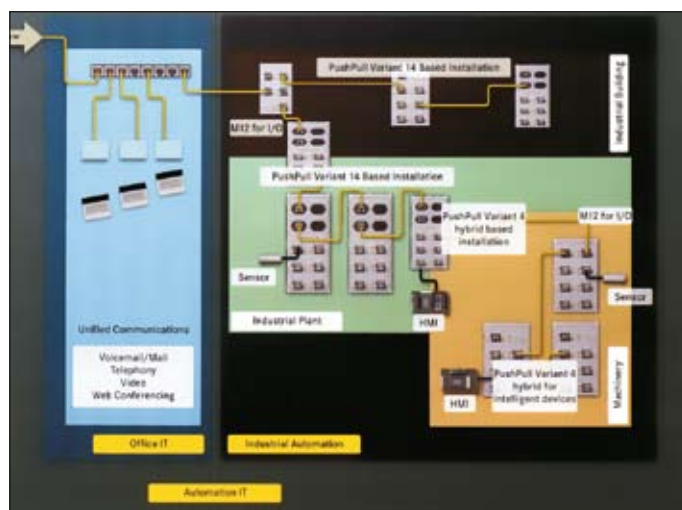 PushPull Variant 14 Based Installation
Industrial Building
M12 for I/O
PushPull Variant 14 Based Installation
PushPull Variant 4
hybrid based
installation
M12 for I/O
Sensor
Sensor
Industrial Plant
HMI
Unified Communications
Voicemail/Mail
Telephony
Video
Web Conferencing
PushPull Variant 4
hybrid for
intelligent devices
HMI
Machinery
Office IT
Industrial Automation
Automation IT